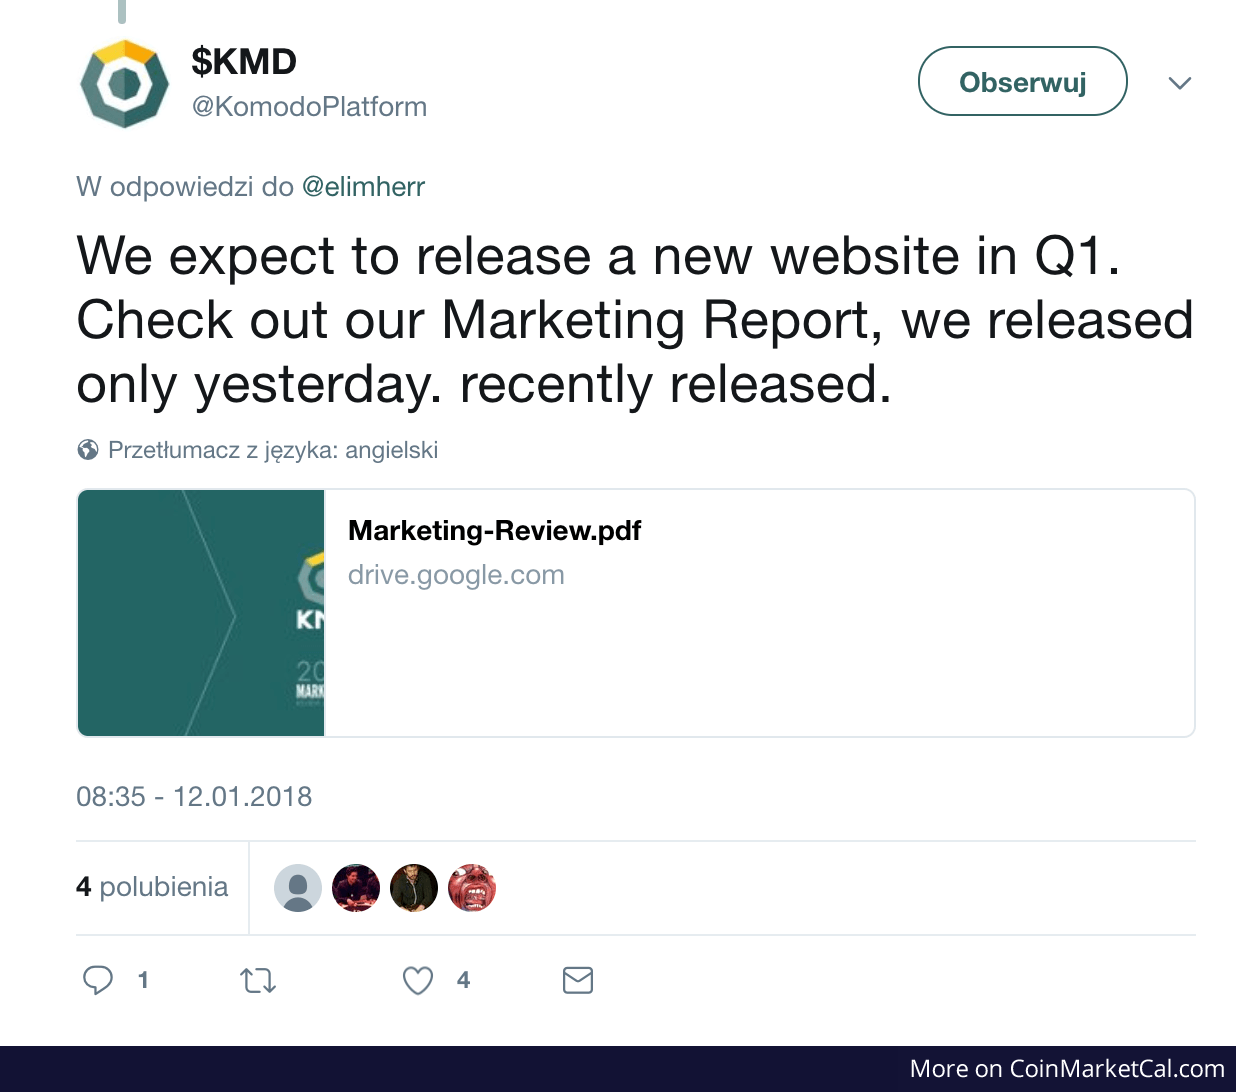 $KMD
@KomodoPlatform
Obserwuj
W odpowiedzi do @elimherr
We expect to release a new website in Q1.
Check out our Marketing Report, we released
only yesterday. recently released.
Przetłumacz z języka: angielski
Marketing-Review.pdf
drive.google.com
KM
20
MARK
08:35 - 12.01.2018
4 polubienia
1
4
More on CoinMarketCal.com